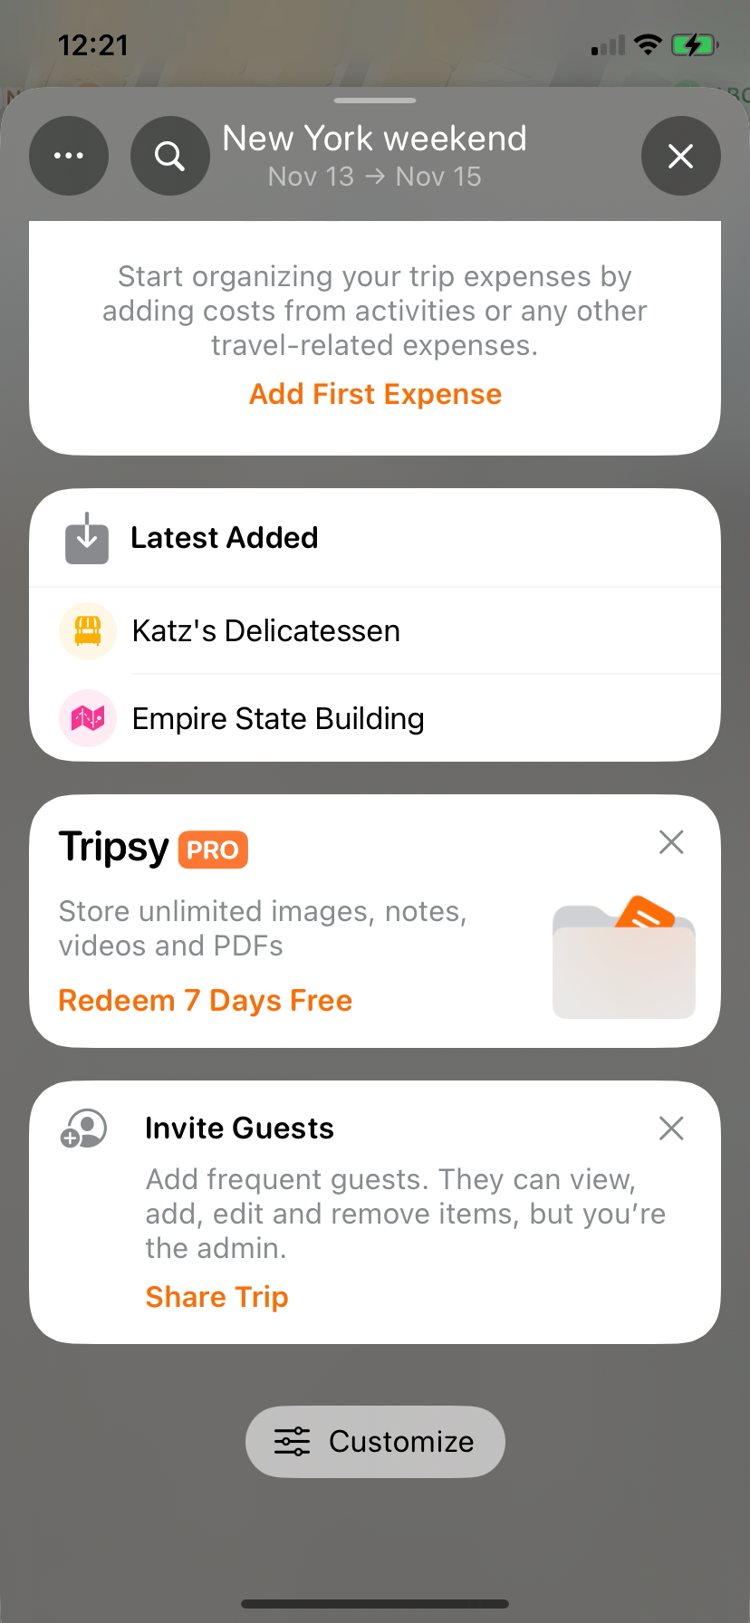 12:21
New York weekend
Nov 13 → Nov 15
Start organizing your trip expenses by
adding costs from activities or any other
travel-related expenses.
Add First Expense
Latest Added
Katz's Delicatessen
Empire State Building
Tripsy PRO
Store unlimited images, notes,
videos and PDFs
Redeem 7 Days Free
Invite Guests
Add frequent guests. They can view,
add, edit and remove items, but you’re
the admin.
Share Trip
Customize